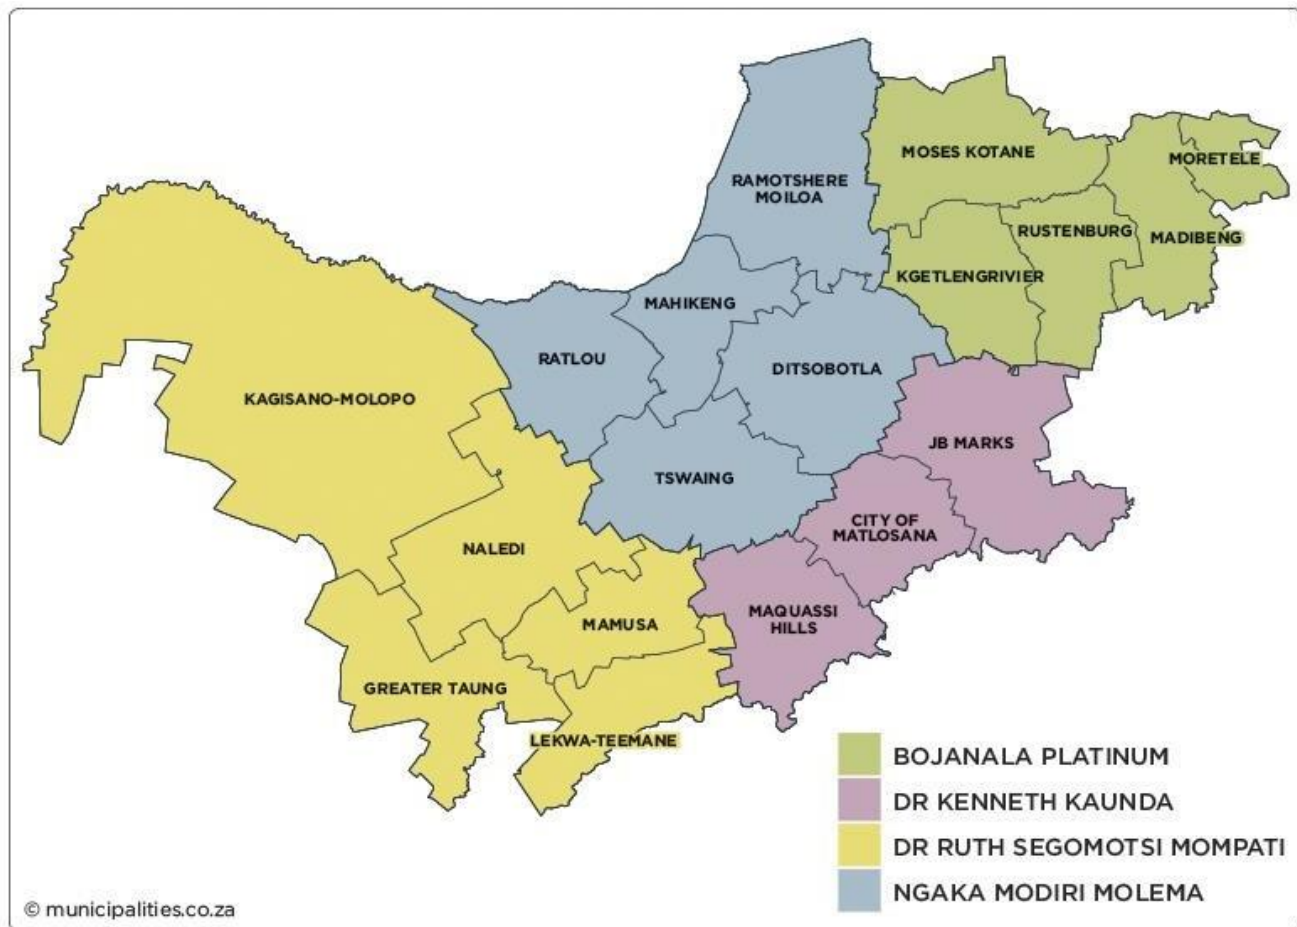 MOSES KOTANE
MORETELE
RAMOTSHERE
MOILOA
RUSTENBURG
MADIBENG
KGETLENGRIVIER
MAHIKENG
RATLOU
DITSOBOTLA
KAGISANO-MOLOPO
JB MARKS
TSWAING
CITY OF
MATLOSANA
NALEDI
MAMUSA
MAQUASSI
HILLS
GREATER TAUNG
LEKWA-TEEMANE
BOJANALA PLATINUM
DR KENNETH KAUNDA
DR RUTH SEGOMOTSI MOMPATI
NGAKA MODIRI MOLEMA
© municipalities.co.za